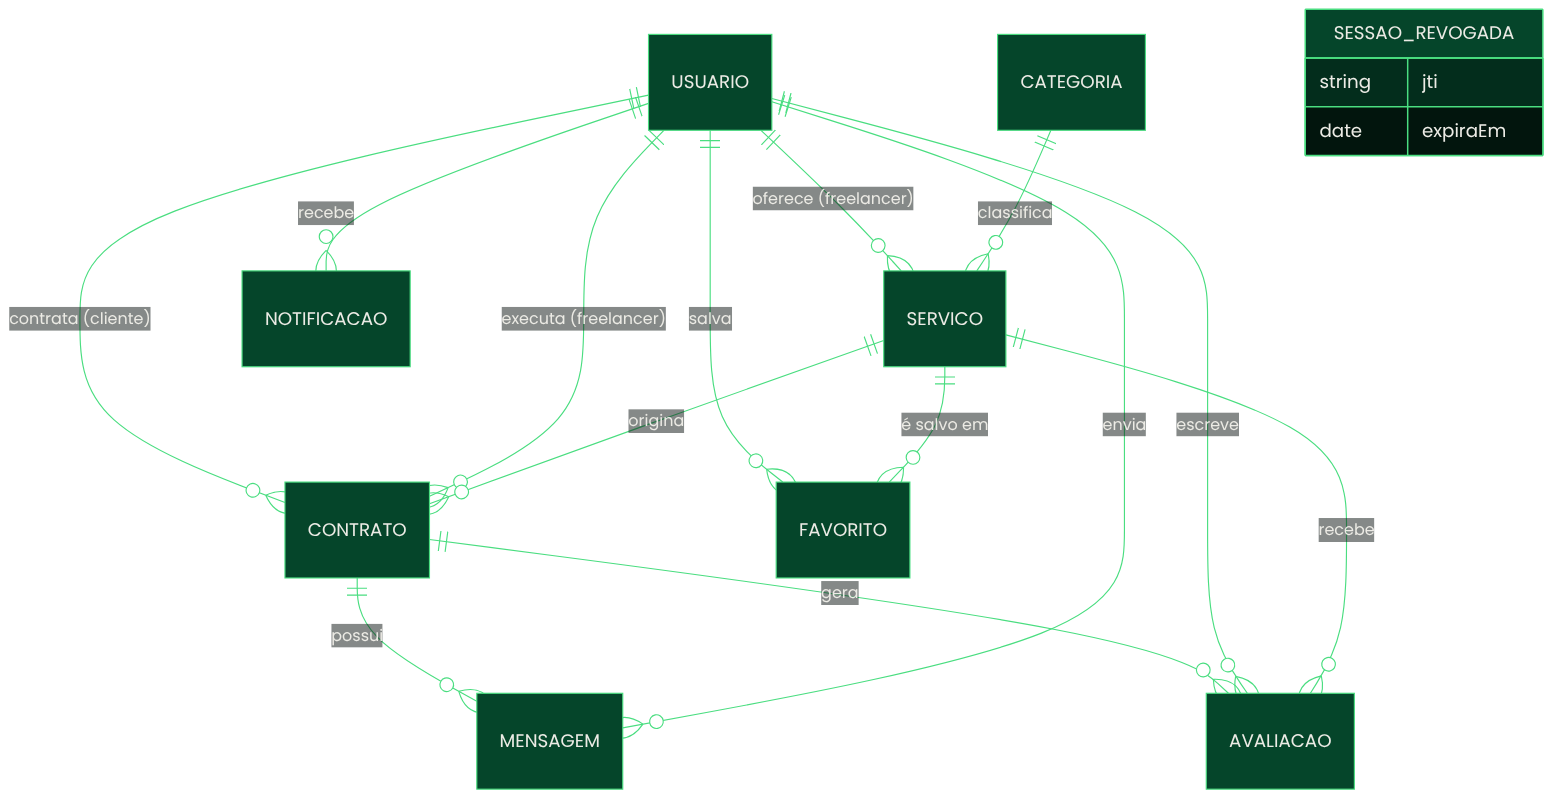 USUARIO
CATEGORIA
SESSAO_REVOGADA
string jti
date expiraEm
oferece (freelancer)
recebe
classifica
contrata (cliente)
NOTIFICACAO
executa (freelancer)
salva
SERVICO
origina
é salvo em
envia
escreve
CONTRATO
FAVORITO
recebe
gera
possui
MENSAGEM
AVALIACAO